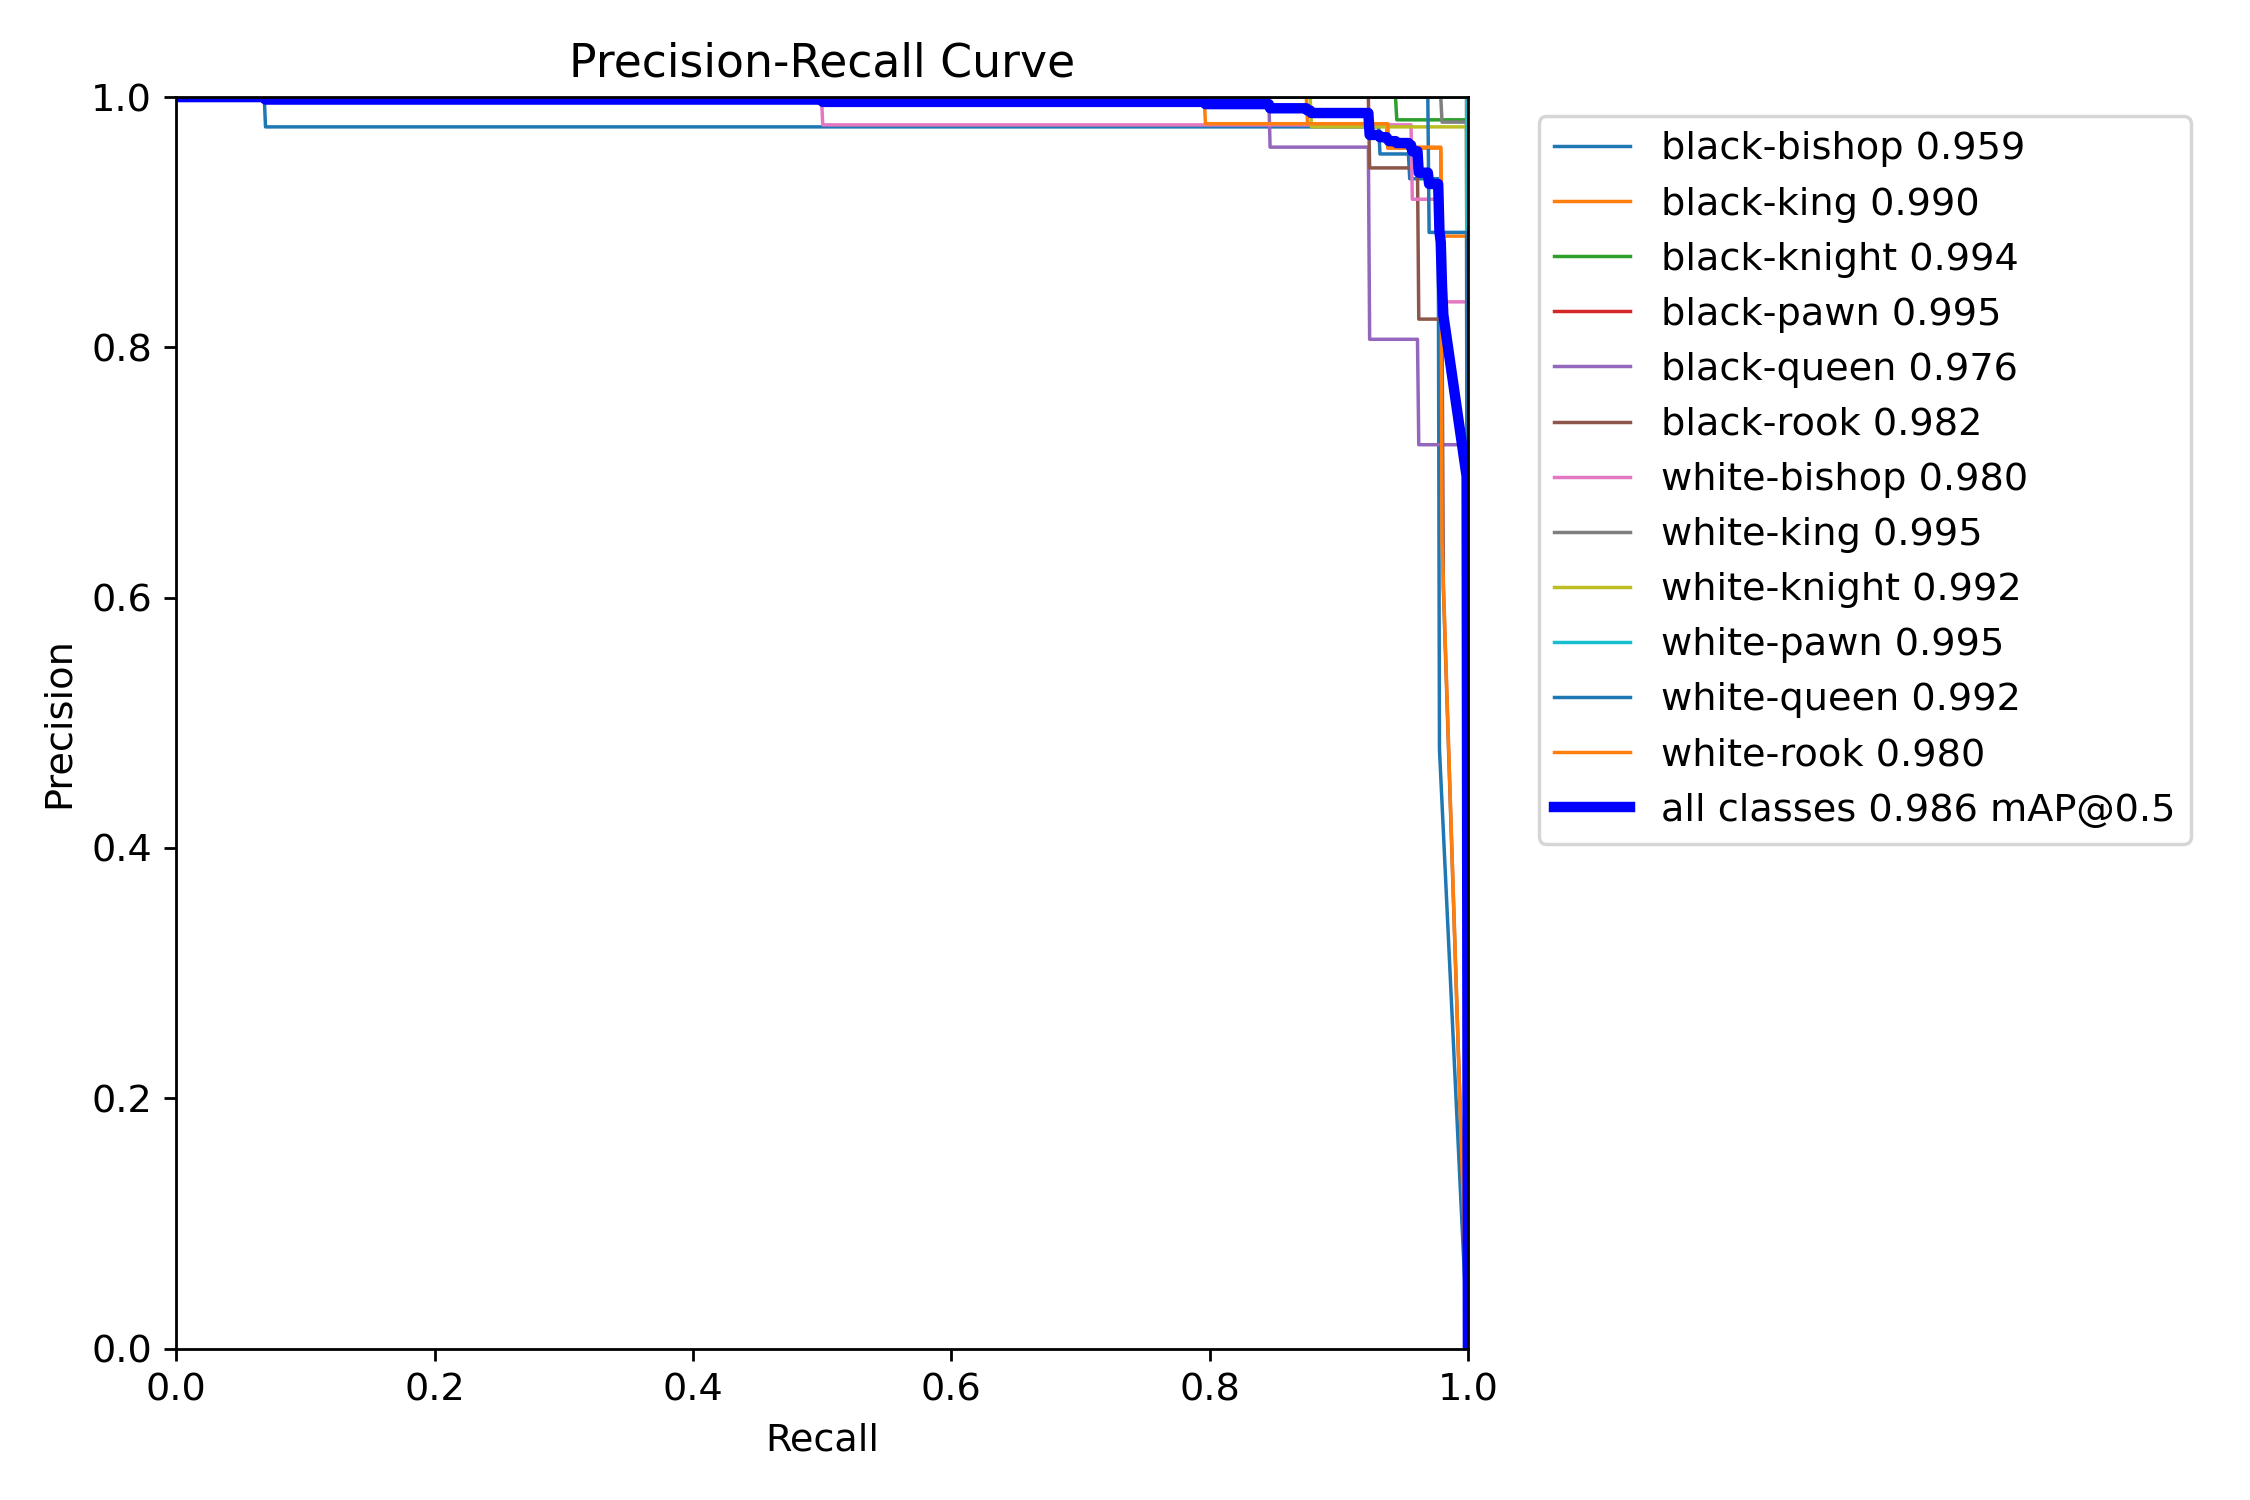 Precision-Recall Curve
1.0
0.8
0.6
0.4
0.2
0.0
Precision
0.0 0.2 0.4 0.6 0.8 1.0
Recall
black-bishop 0.959
black-king 0.990
black-knight 0.994
black-pawn 0.995
black-queen 0.976
black-rook 0.982
white-bishop 0.980
white-king 0.995
white-knight 0.992
white-pawn 0.995
white-queen 0.992
white-rook 0.980
all classes 0.986 mAP@0.5